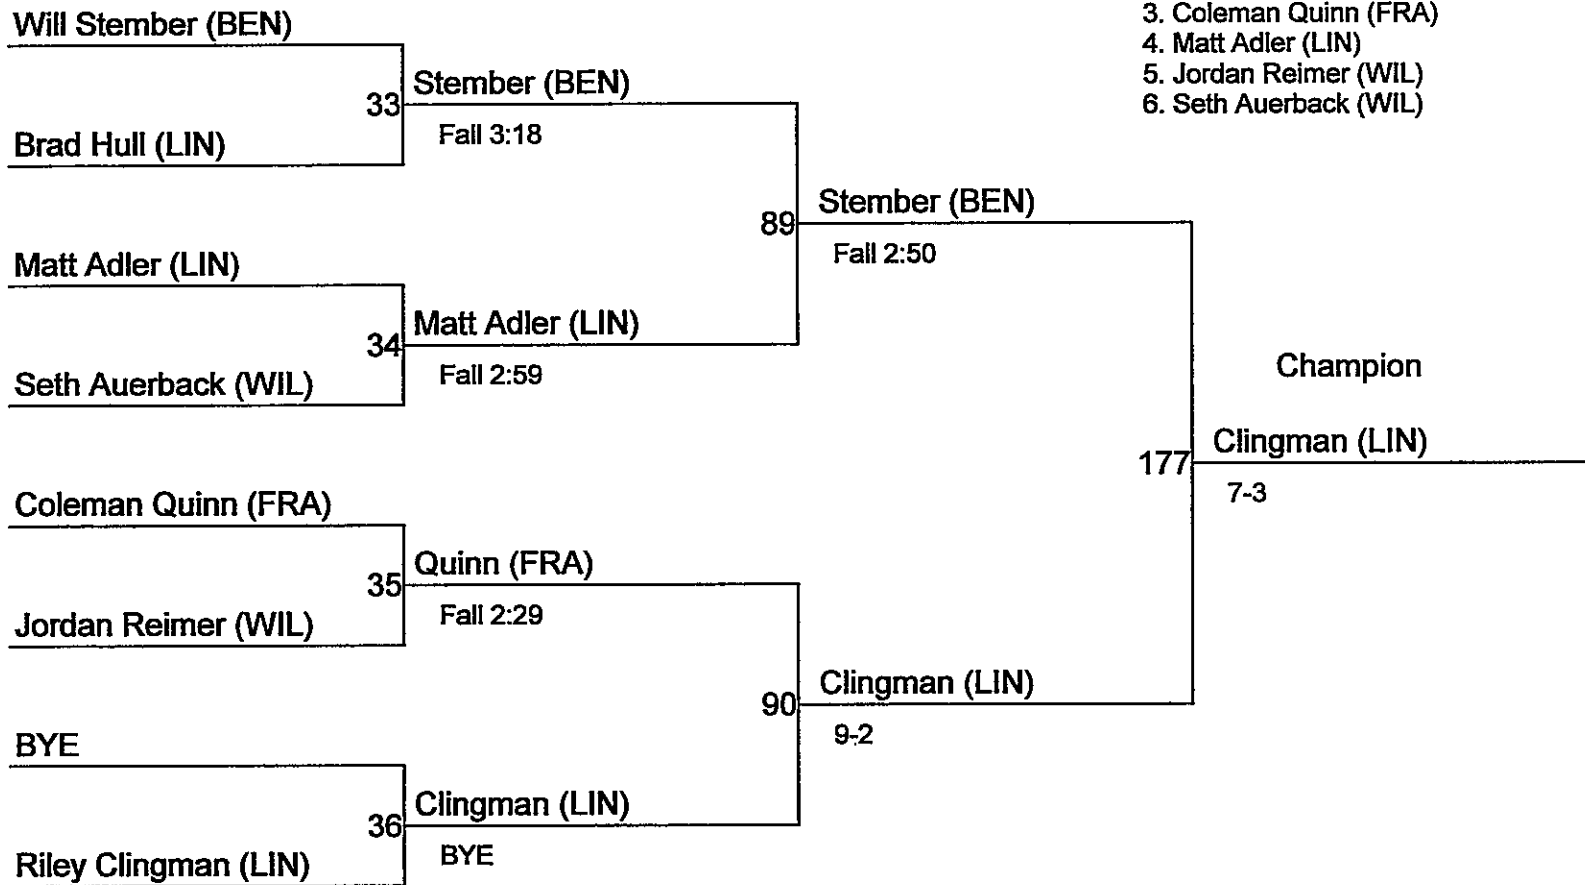 3. Coleman Quinn (FRA)
4. Matt Adler (LIN)
5. Jordan Reimer (WIL)
6. Seth Auerback (WIL)
Will Stember (BEN)
33
Stember (BEN)
Fall 3:18
Brad Hull (LIN)
89
Stember (BEN)
Fall 2:50
Matt Adler (LIN)
34
Matt Adler (LIN)
Fall 2:59
Seth Auerback (WIL)
Champion
177
Clingman (LIN)
7-3
Coleman Quinn (FRA)
35
Quinn (FRA)
Fall 2:29
Jordan Reimer (WIL)
90
Clingman (LIN)
9-2
BYE
36
Clingman (LIN)
BYE
Riley Clingman (LIN)